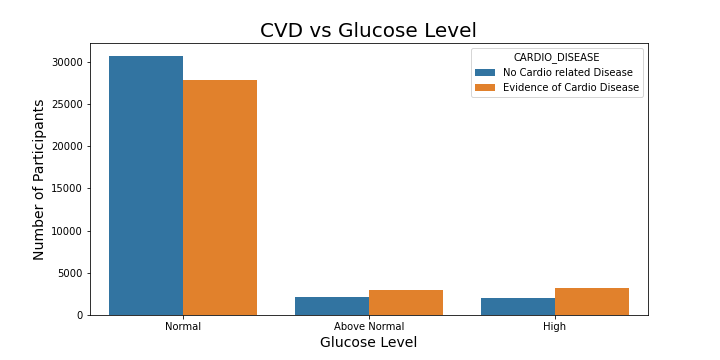 CVD vs Glucose Level
CARDIO_DISEASE
No Cardio related Disease
Evidence of Cardio Disease
Number of Participants
30000
25000
20000
15000
10000
5000
0
Normal
Above Normal
High
Glucose Level